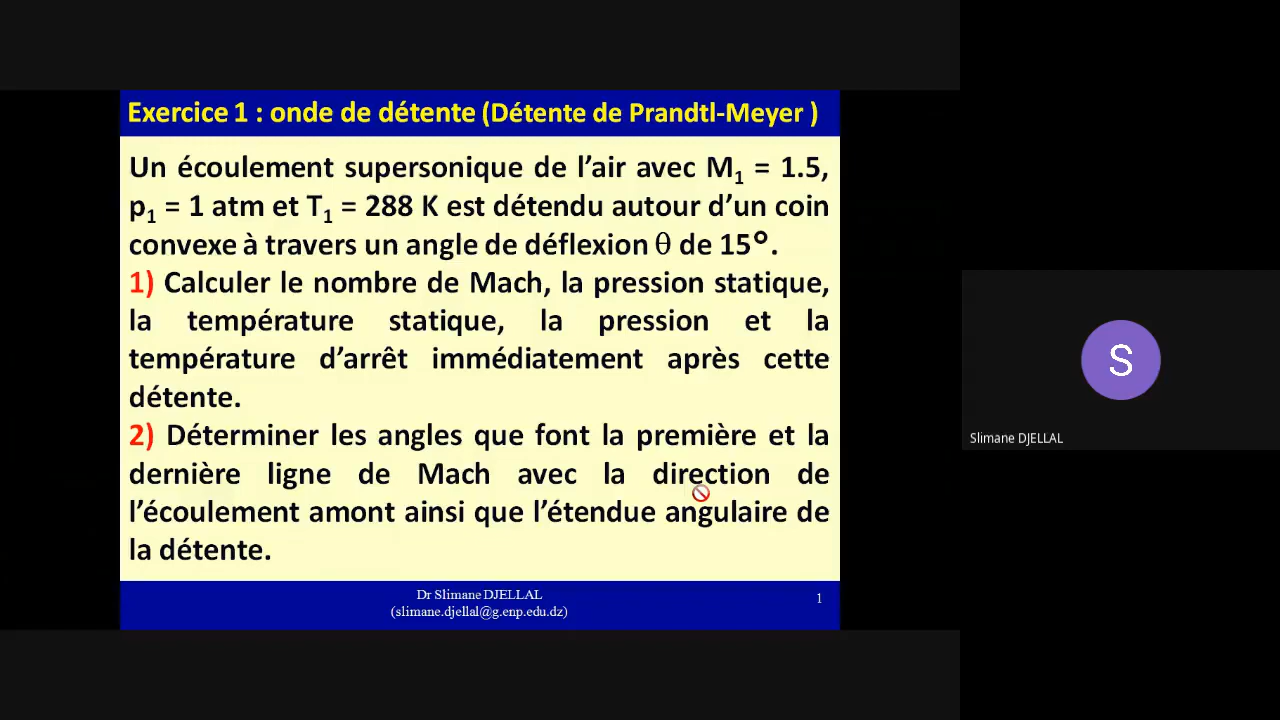 Exercice 1 : onde de détente (Détente de Prandtl-Meyer )
Un écoulement supersonique de l’air avec M₁ = 1.5,
p₁ = 1 atm et T₁ = 288 K est détendu autour d’un coin
convexe à travers un angle de déflexion θ de 15°.
1) Calculer le nombre de Mach, la pression statique,
la température statique, la pression et la
température d’arrêt immédiatement après cette
détente.
2) Déterminer les angles que font la première et la
dernière ligne de Mach avec la direction de
l’écoulement amont ainsi que l’étendue angulaire de
la détente.
Dr Slimane DJELLAL
(slimane.djellal@g.enp.edu.dz)
1
S
Slimane DJELLAL